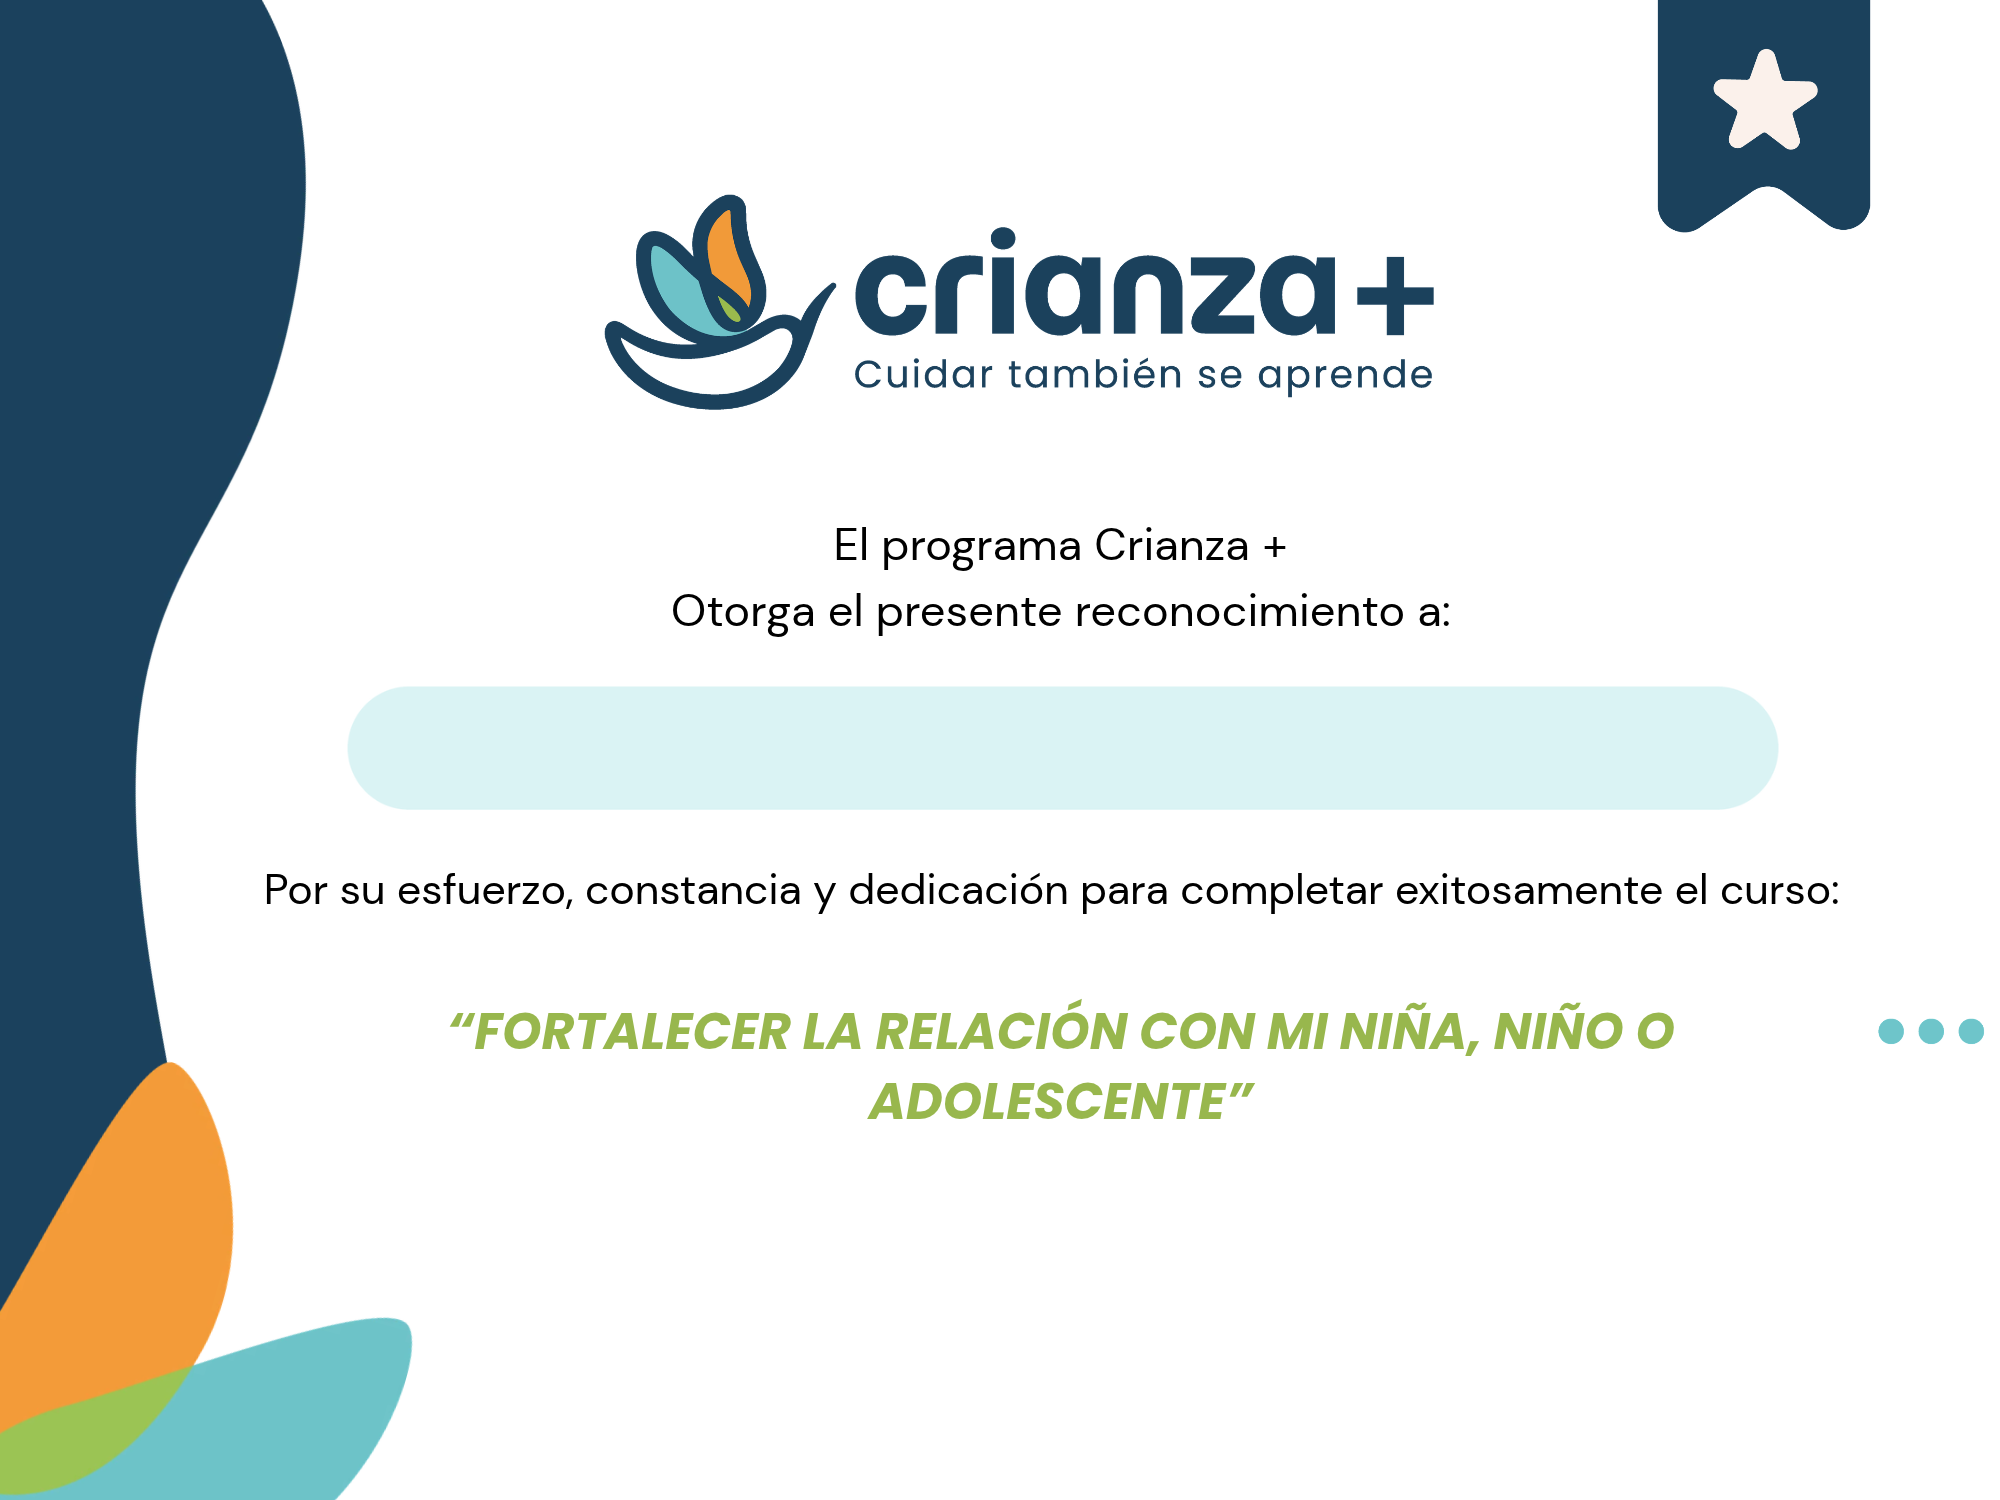 crianza+
Cuidar también se aprende
El programa Crianza +
Otorga el presente reconocimiento a:
Por su esfuerzo, constancia y dedicación para completar exitosamente el curso:
“FORTALECER LA RELACIÓN CON MI NIÑA, NIÑO O
ADOLESCENTE”